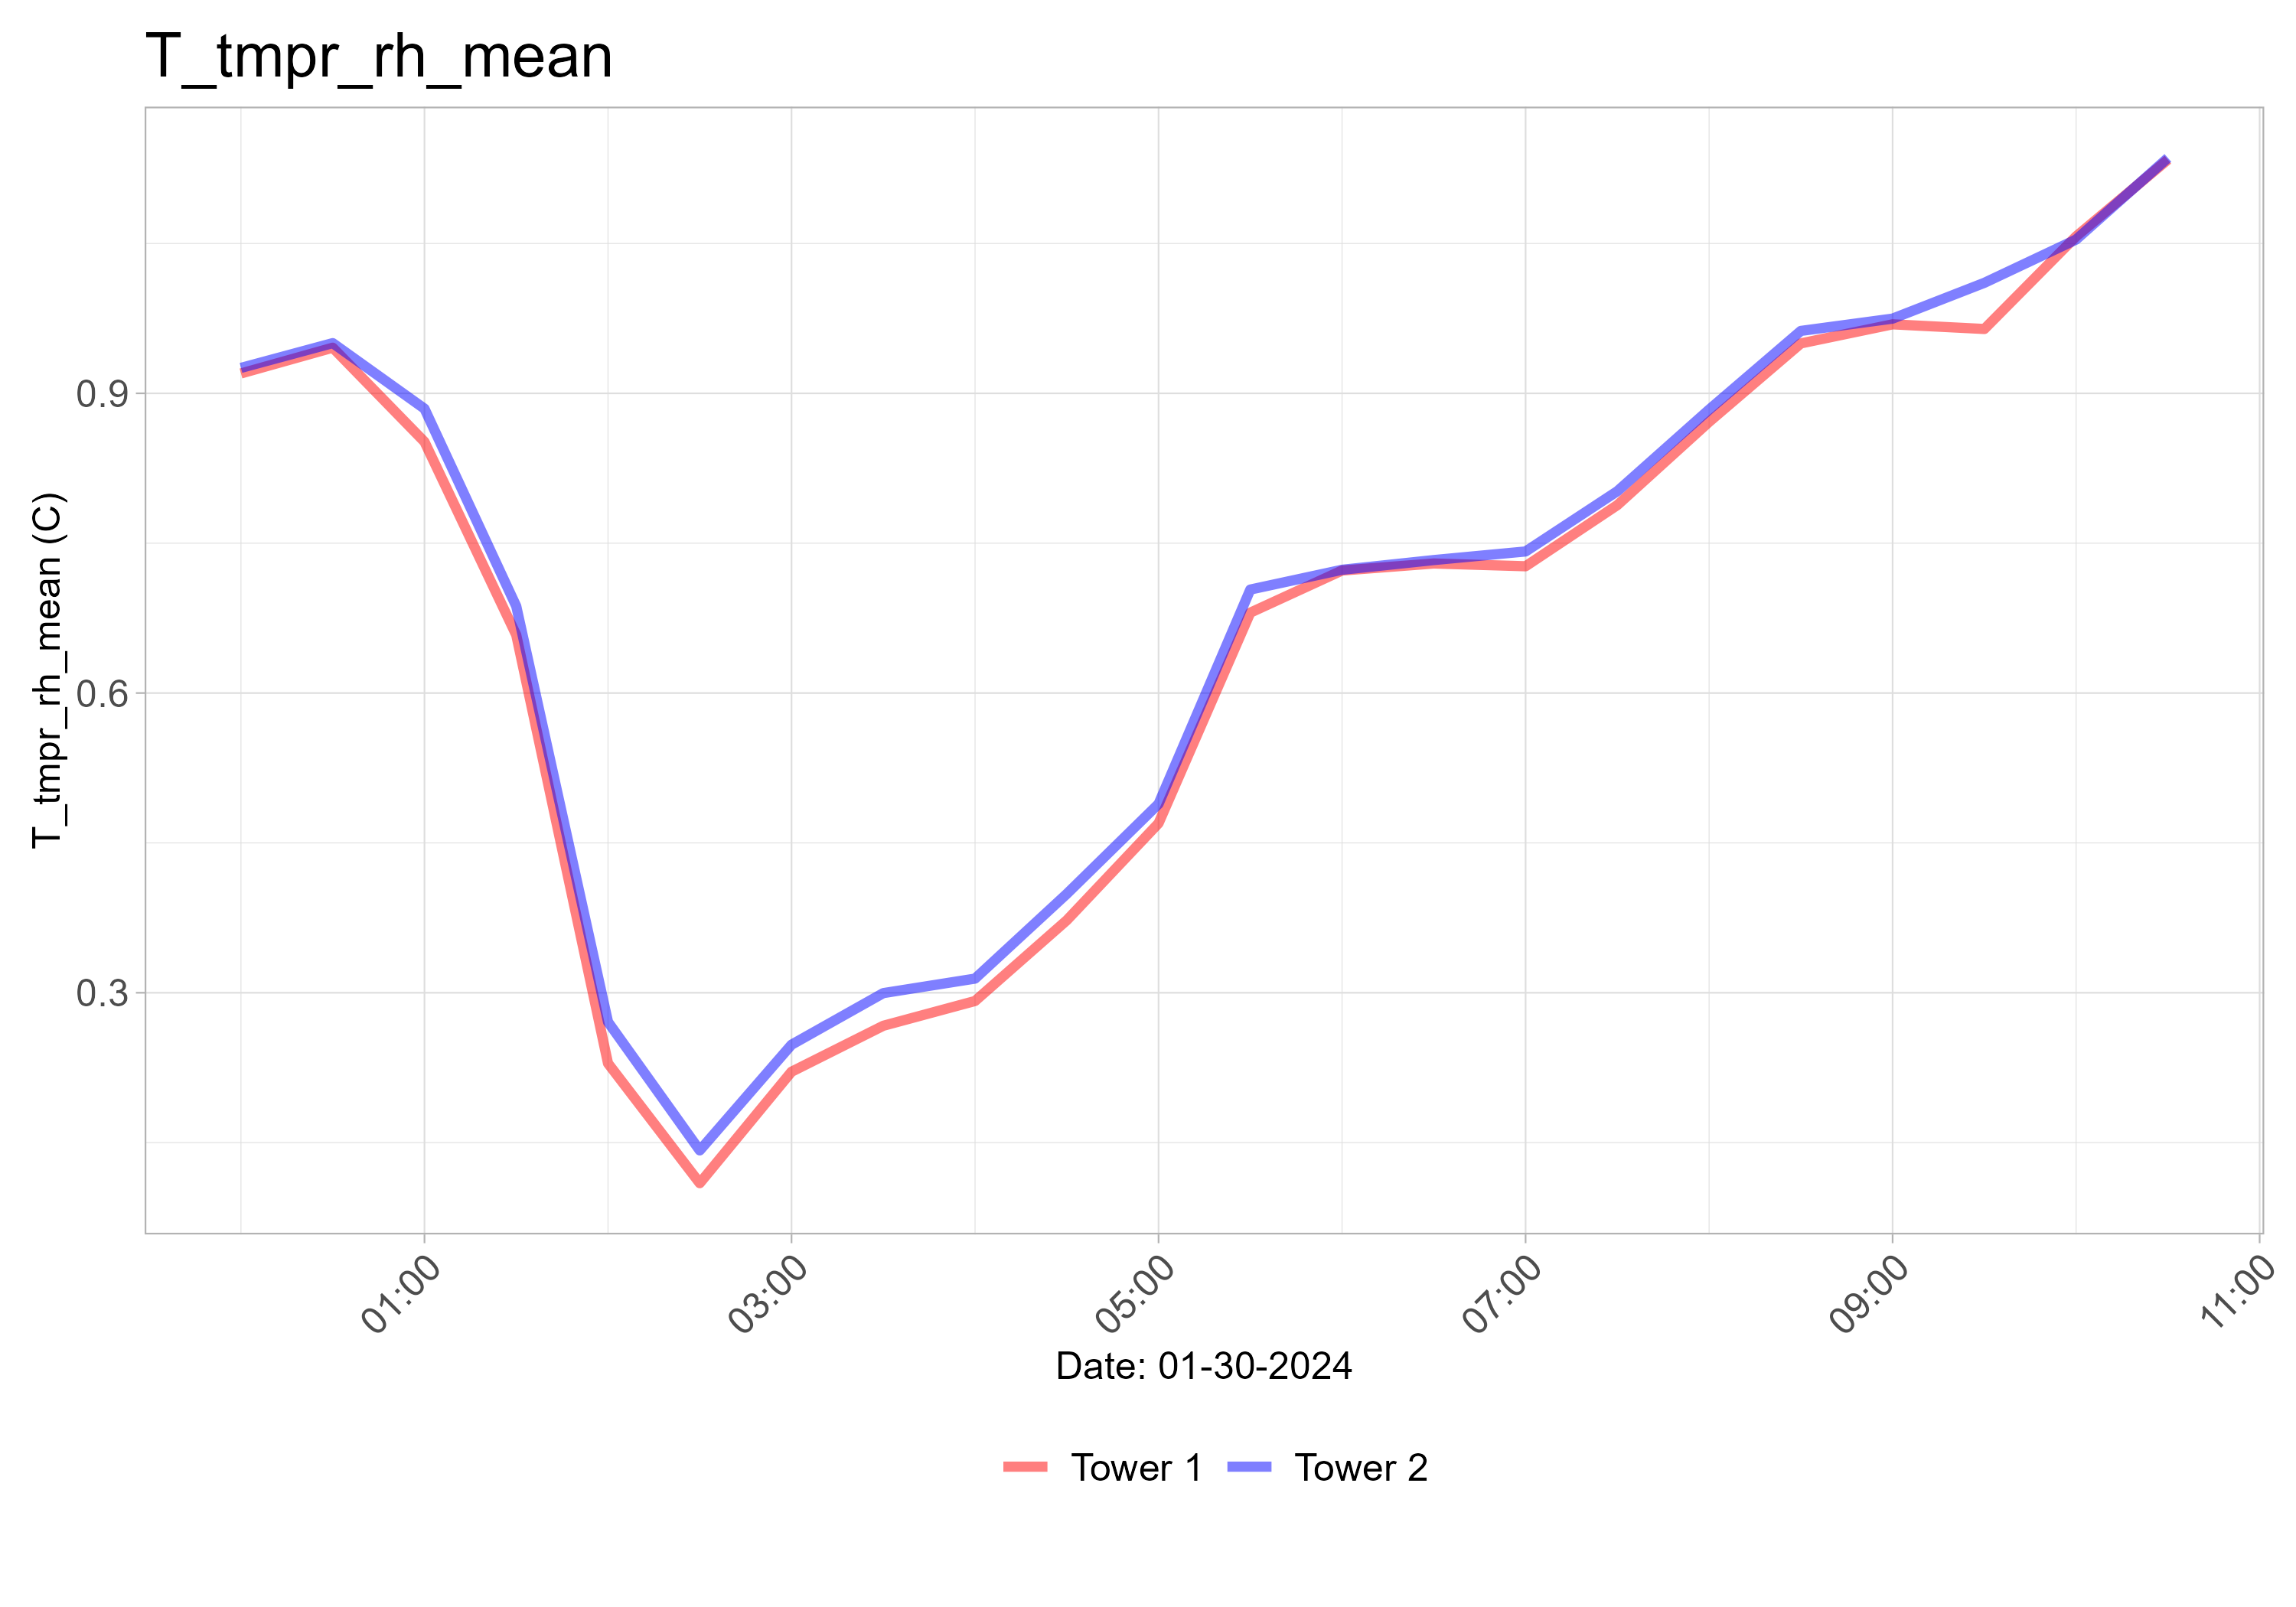 T_tmpr_rh_mean
T_tmpr_rh_mean (C)
0.9
0.6
0.3
01:00 03:00 05:00 07:00 09:00 11:00
Date: 01-30-2024
Tower 1 Tower 2